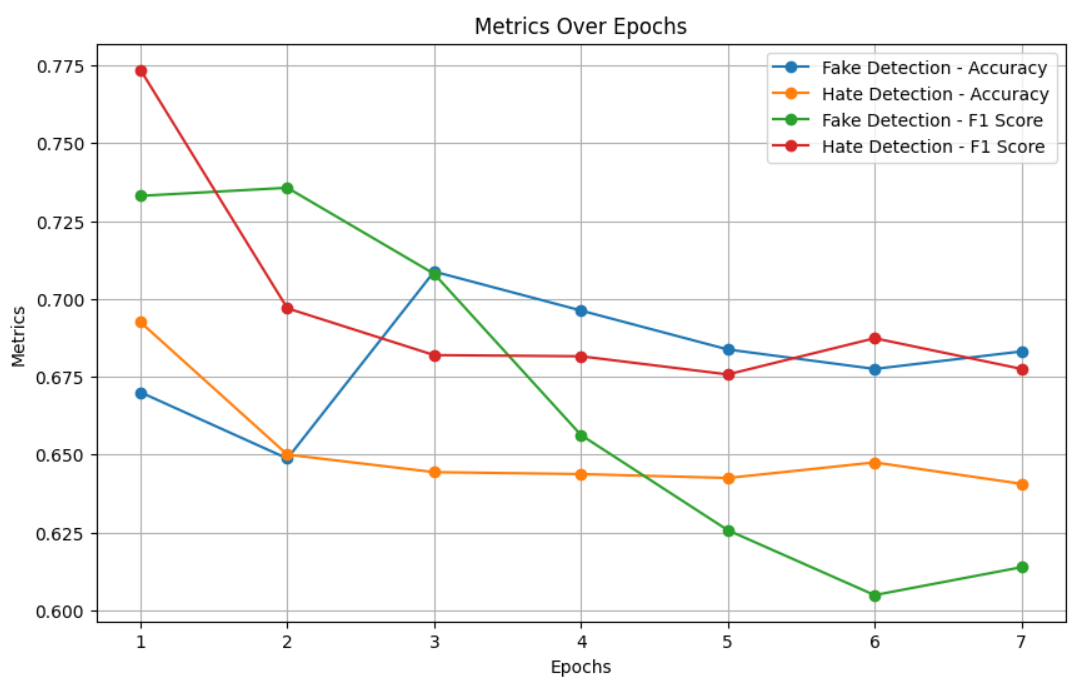 Metrics Over Epochs
Fake Detection - Accuracy
Hate Detection - Accuracy
Fake Detection - F1 Score
Hate Detection - F1 Score
0.775
0.750
0.725
0.700
0.675
0.650
0.625
0.600
Metrics
1 2 3 4 5 6 7
Epochs